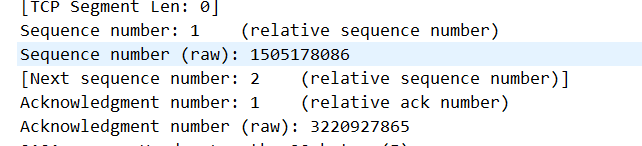 [TCP Segment Len: 0]
Sequence number: 1    (relative sequence number)
Sequence number (raw): 1505178086
[Next sequence number: 2    (relative sequence number)]
Acknowledgment number: 1    (relative ack number)
Acknowledgment number (raw): 3220927865